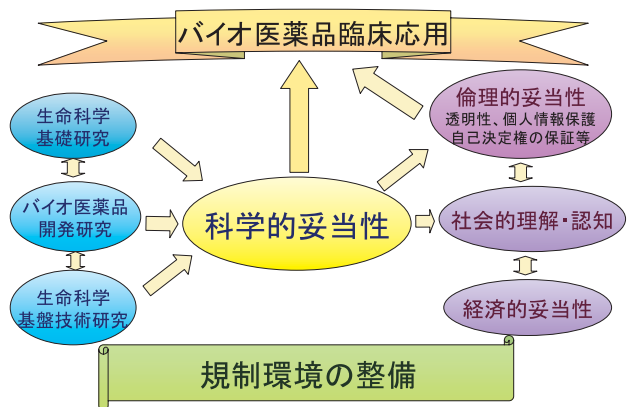 バイオ医薬品臨床応用
生命科学
基礎研究
バイオ医薬品
開発研究
生命科学
基盤技術研究
科学的妥当性
倫理的妥当性
透明性、個人情報保護
自己決定権の保証等
社会的理解・認知
経済的妥当性
規制環境の整備